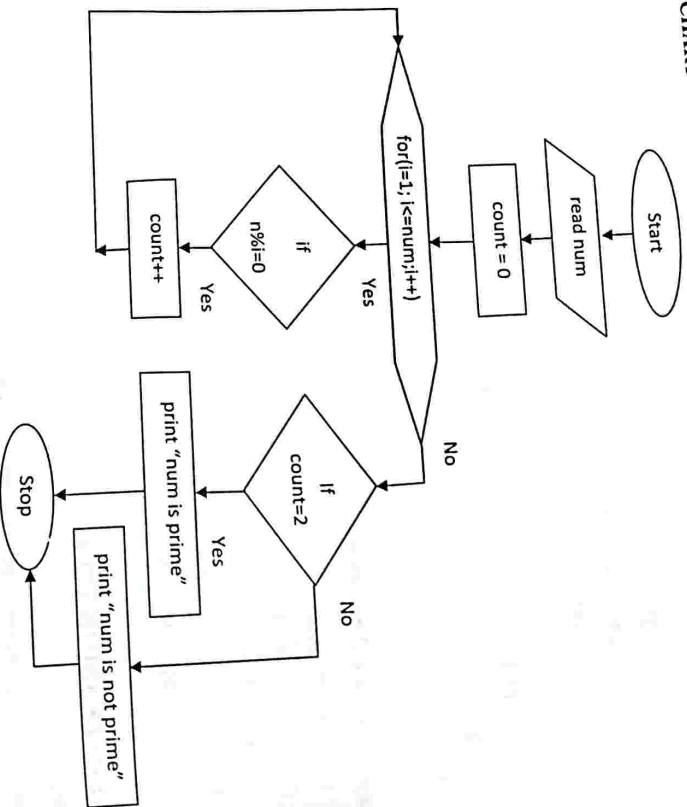 CHART
Start
read num
count = 0
for(i=1; i<=num;i++)
Yes
No
if
n%i=0
Yes
count++
If
count=2
Yes
No
print “num is prime”
print “num is not prime”
Stop